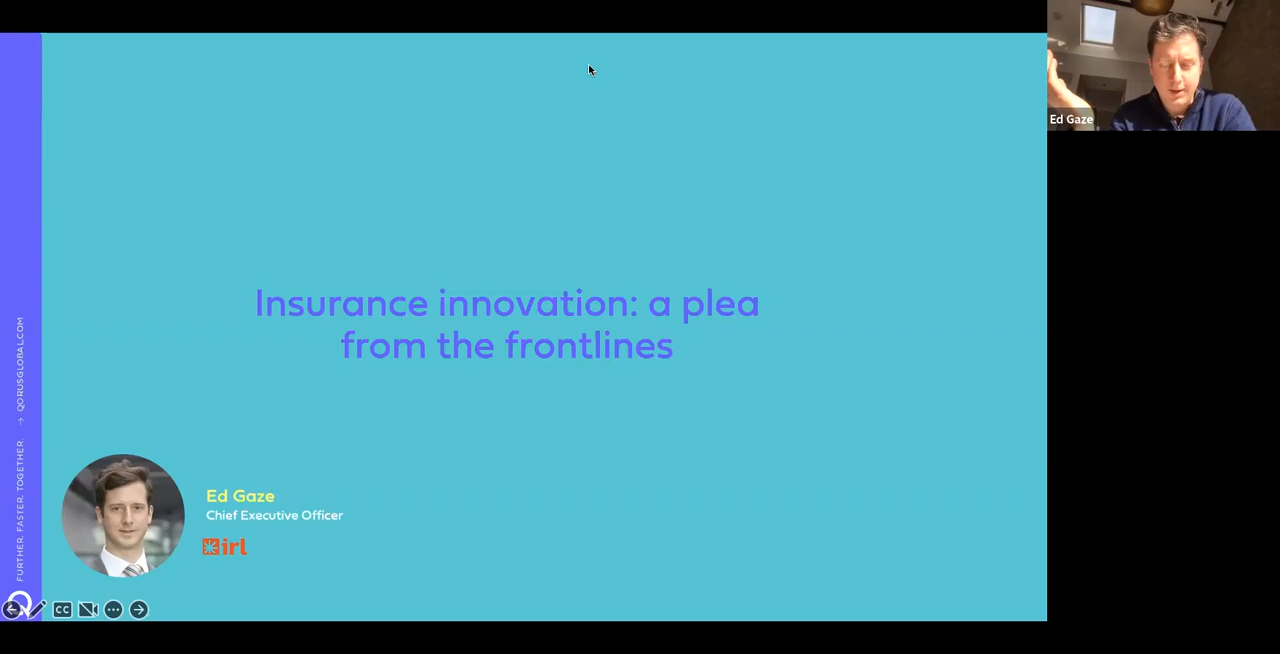 Insurance innovation: a plea
from the frontlines
Ed Gaze
Chief Executive Officer
irl
FURTHER. FASTER. TOGETHER. → QORUSGLOBAL.COM
CC
Ed Gaze